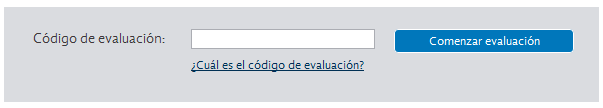 Código de evaluación:
Comenzar evaluación
¿Cuál es el código de evaluación?